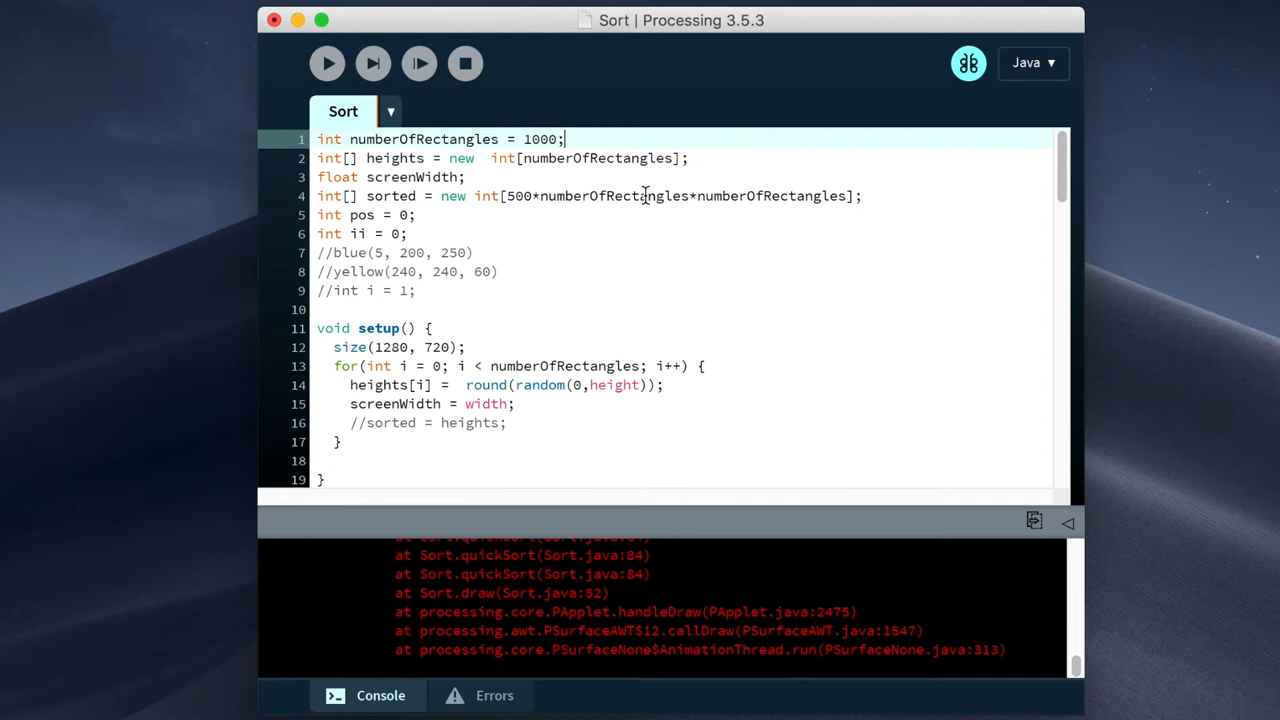 Sort | Processing 3.5.3
Java ▾
Sort ▾
1 int numberOfRectangles = 1000;
2 int[] heights = new  int[numberOfRectangles];
3 float screenWidth;
4 int[] sorted = new int[500*numberOfRectangles*numberOfRectangles];
5 int pos = 0;
6 int ii = 0;
7 //blue(5, 200, 250)
8 //yellow(240, 240, 60)
9 //int i = 1;
10
11 void setup() {
12   size(1280, 720);
13   for(int i = 0; i < numberOfRectangles; i++) {
14     heights[i] =  round(random(0,height));
15     screenWidth = width;
16     //sorted = heights;
17   }
18
19 }
at Sort.quickSort(Sort.java:84)
at Sort.quickSort(Sort.java:84)
at Sort.quickSort(Sort.java:84)
at Sort.draw(Sort.java:52)
at processing.core.PApplet.handleDraw(PApplet.java:2475)
at processing.awt.PSurfaceAWT$12.callDraw(PSurfaceAWT.java:1547)
at processing.core.PSurfaceNone$AnimationThread.run(PSurfaceNone.java:313)
Console
Errors